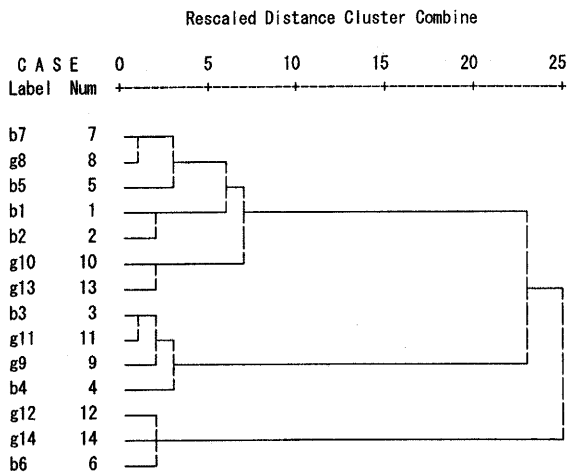 Rescaled Distance Cluster Combine
C A S E 0 5 10 15 20 25
Label Num
b7 7
g8 8
b5 5
b1 1
b2 2
g10 10
g13 13
b3 3
g11 11
g9 9
b4 4
g12 12
g14 14
b6 6